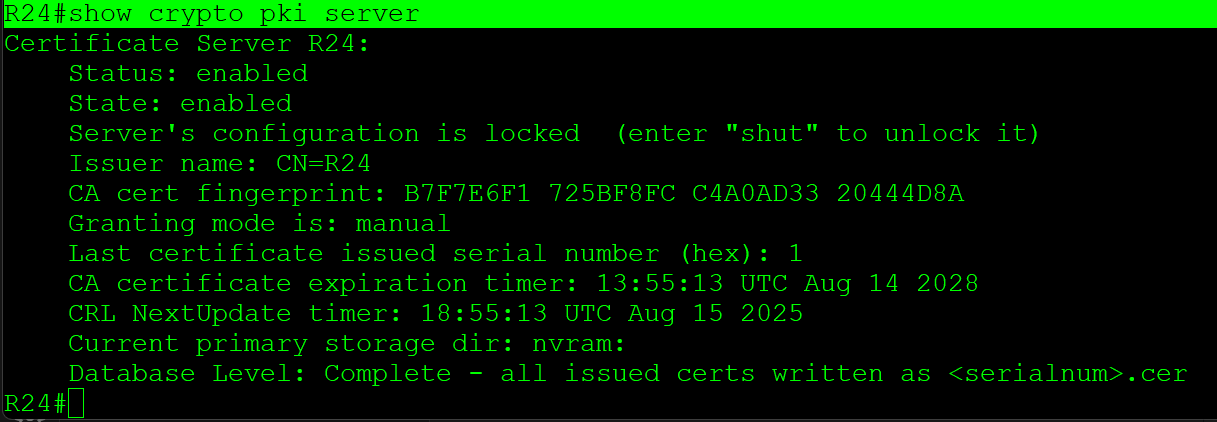 R24#show crypto pki server
Certificate Server R24:
    Status: enabled
    State: enabled
    Server's configuration is locked  (enter "shut" to unlock it)
    Issuer name: CN=R24
    CA cert fingerprint: B7F7E6F1 725BF8FC C4A0AD33 20444D8A
    Granting mode is: manual
    Last certificate issued serial number (hex): 1
    CA certificate expiration timer: 13:55:13 UTC Aug 14 2028
    CRL NextUpdate timer: 18:55:13 UTC Aug 15 2025
    Current primary storage dir: nvram:
    Database Level: Complete - all issued certs written as <serialnum>.cer
R24#